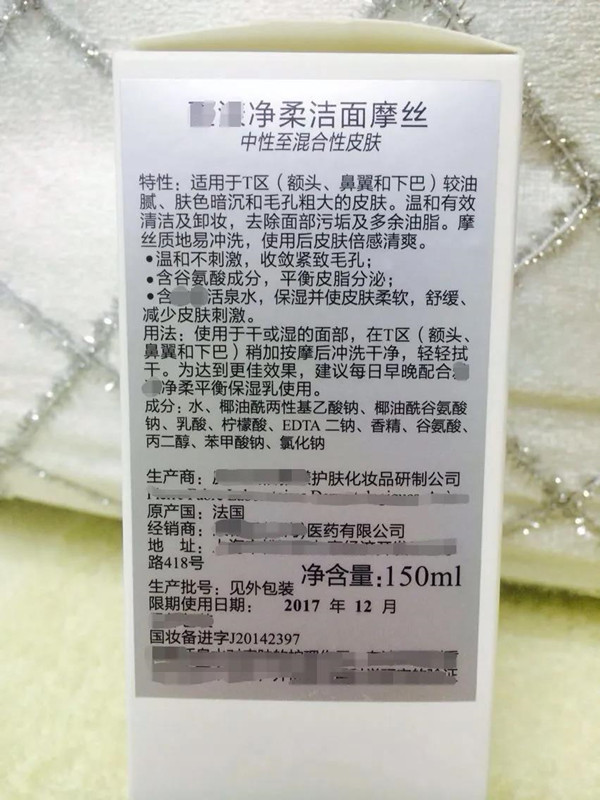 净柔洁面摩丝
中性至混合性皮肤
特性：适用于T区（额头、鼻翼和下巴）较油
腻、肤色暗沉和毛孔粗大的皮肤。温和有效
清洁及卸妆，去除面部污垢及多余油脂。摩
丝质地易冲洗，使用后皮肤倍感清爽。
•温和不刺激，收敛紧致毛孔；
•含谷氨酸成分，平衡皮脂分泌；
•含活泉水，保湿并使皮肤柔软，舒缓、
减少皮肤刺激。
用法：使用于干或湿的面部，在T区（额头、
鼻翼和下巴）稍加按摩后冲洗干净，轻轻拭
干。为达到更佳效果，建议每日早晚配合
净柔平衡保湿乳使用。
成分：水、椰油酰两性基乙酸钠、椰油酰谷氨酸
钠、乳酸、柠檬酸、EDTA 二钠、香精、谷氨酸、
丙二醇、苯甲酸钠、氯化钠
生产商：护肤化妆品研制公司
原产国：法国
经销商：医药有限公司
地 址：
路418号
净含量:150ml
生产批号：见外包装
限期使用日期： 2017 年 12 月
国妆备进字J20142397